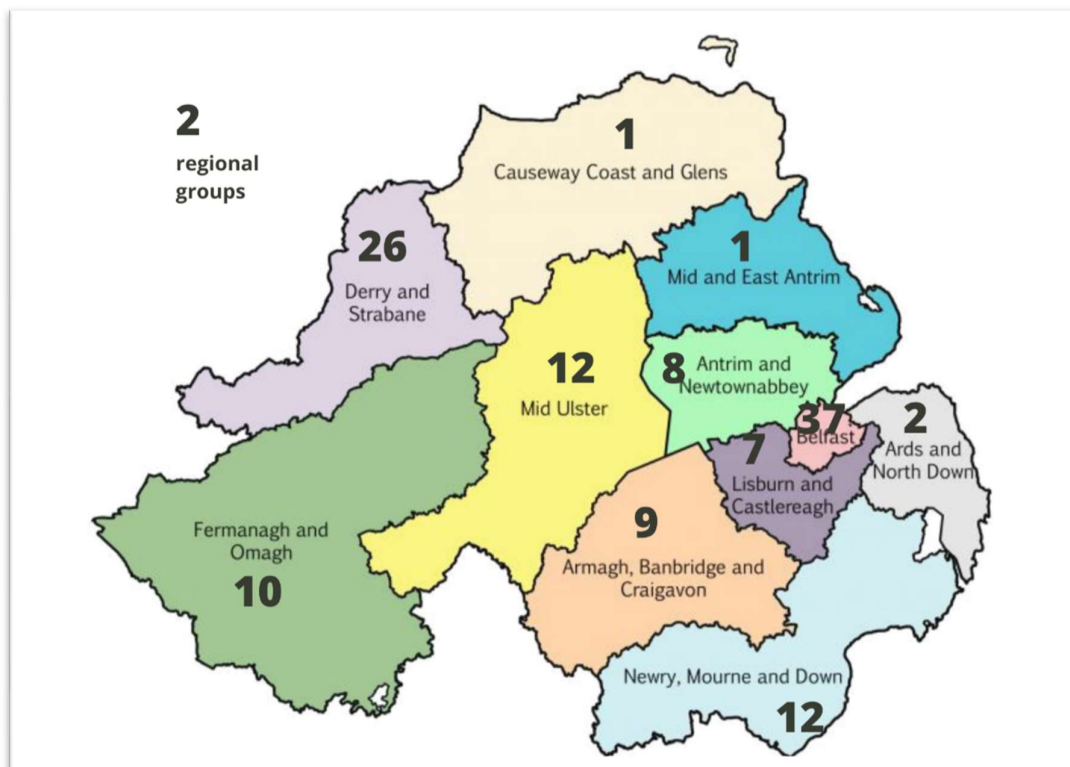 2
regional
groups
1
Causeway Coast and Glens
26
Derry and
Strabane
1
Mid and East Antrim
12
Mid Ulster
8
Antrim and
Newtownabbey
37
Belfast
2
Ards and
North Down
7
Lisburn and
Castlereagh
9
Armagh, Banbridge and
Craigavon
Fermanagh and
Omagh
10
Newry, Mourne and Down
12